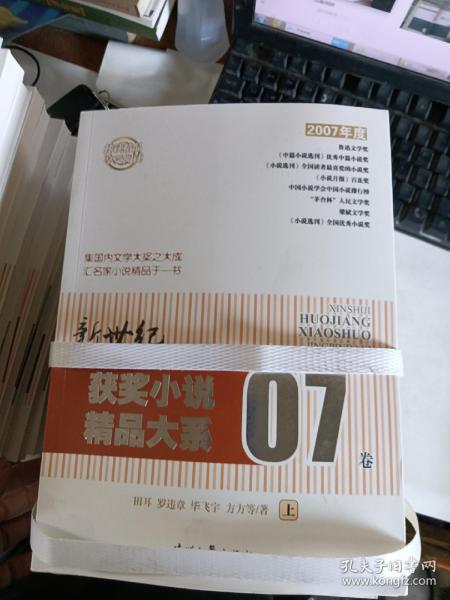 2007年度
鲁迅文学奖
《中篇小说选刊》优秀中篇小说奖
《小说选刊》全国读者最喜爱的小说奖
《小说月报》百花奖
中国小说学会中国小说排行榜
“茅台杯”人民文学奖
梁斌文学奖
《小说选刊》全国优秀小说奖
集国内文学大奖之大成
汇名家小说精品于一书
XINSHIJI
HUOJIANG
XIAOSHUO
新世纪
获奖小说
精品大系
07
卷
田耳 罗伟章 毕飞宇 方方等/著
上
孔夫子旧书网